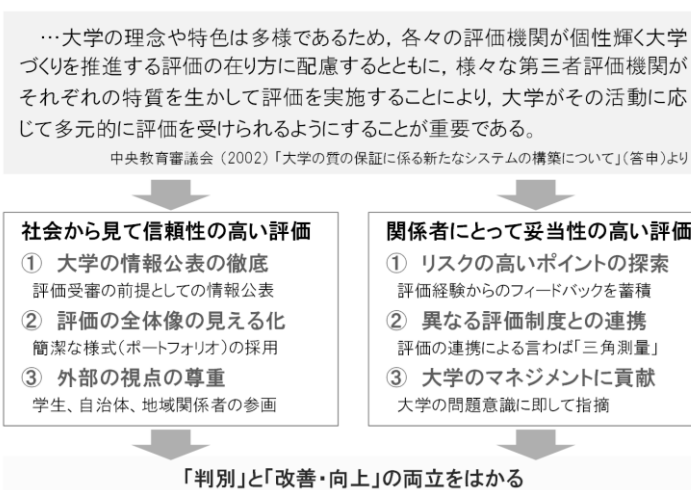 …大学の理念や特色は多様であるため，各々の評価機関が個性輝く大学
づくりを推進する評価の在り方に配慮するとともに，様々な第三者評価機関が
それぞれの特質を生かして評価を実施することにより，大学がその活動に応
じて多元的に評価を受けられるようにすることが重要である。
中央教育審議会（2002）「大学の質の保証に係る新たなシステムの構築について」（答申）より
社会から見て信頼性の高い評価
① 大学の情報公表の徹底
評価受審の前提としての情報公表
② 評価の全体像の見える化
簡潔な様式（ポートフォリオ）の採用
③ 外部の視点の尊重
学生、自治体、地域関係者の参画
関係者にとって妥当性の高い評価
① リスクの高いポイントの探索
評価経験からのフィードバックを蓄積
② 異なる評価制度との連携
評価の連携による言わば「三角測量」
③ 大学のマネジメントに貢献
大学の問題意識に即して指摘
「判別」と「改善・向上」の両立をはかる